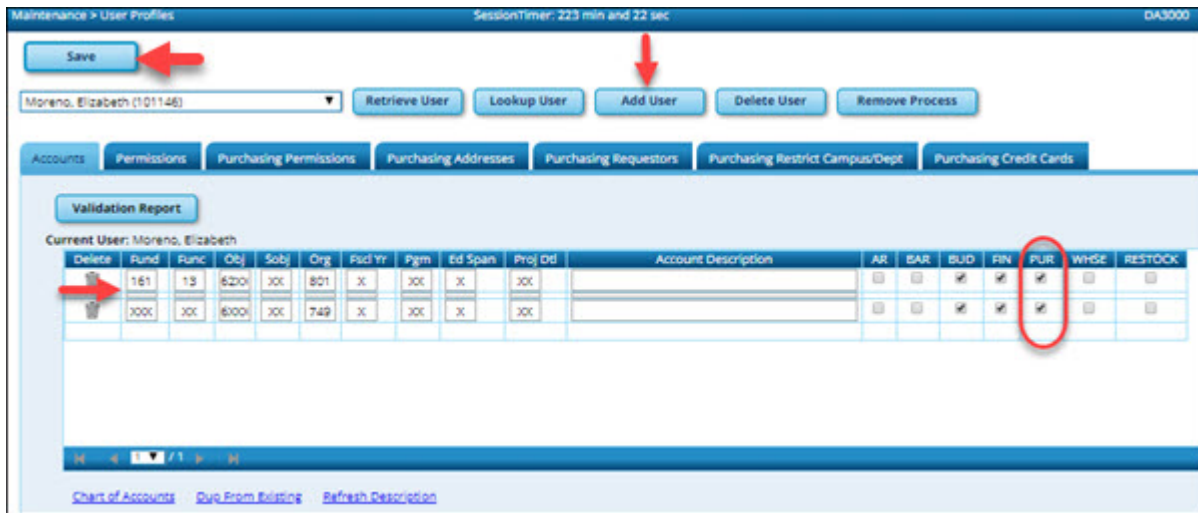 Maintenance > User Profiles SessionTimer: 223 min and 22 sec DA3000
Save
Moreno, Elizabeth (101146) Retrieve User Lookup User Add User Delete User Remove Process
Accounts Permissions Purchasing Permissions Purchasing Addresses Purchasing Requestors Purchasing Restrict Campus/Dept Purchasing Credit Cards
Validation Report
Current User: Moreno, Elizabeth
Delete Fund Func Obj Sobj Org Fscl Yr Pgm Ed Span Proj Dtl Account Description AR BAR BUD FIN PUR WHSE RESTOCK
161 13 62XX XX 801 X XX X XX
XXX XX 6XXX XX 749 X XX X XX
1 / 1
Chart of Accounts Dup From Existing Refresh Description